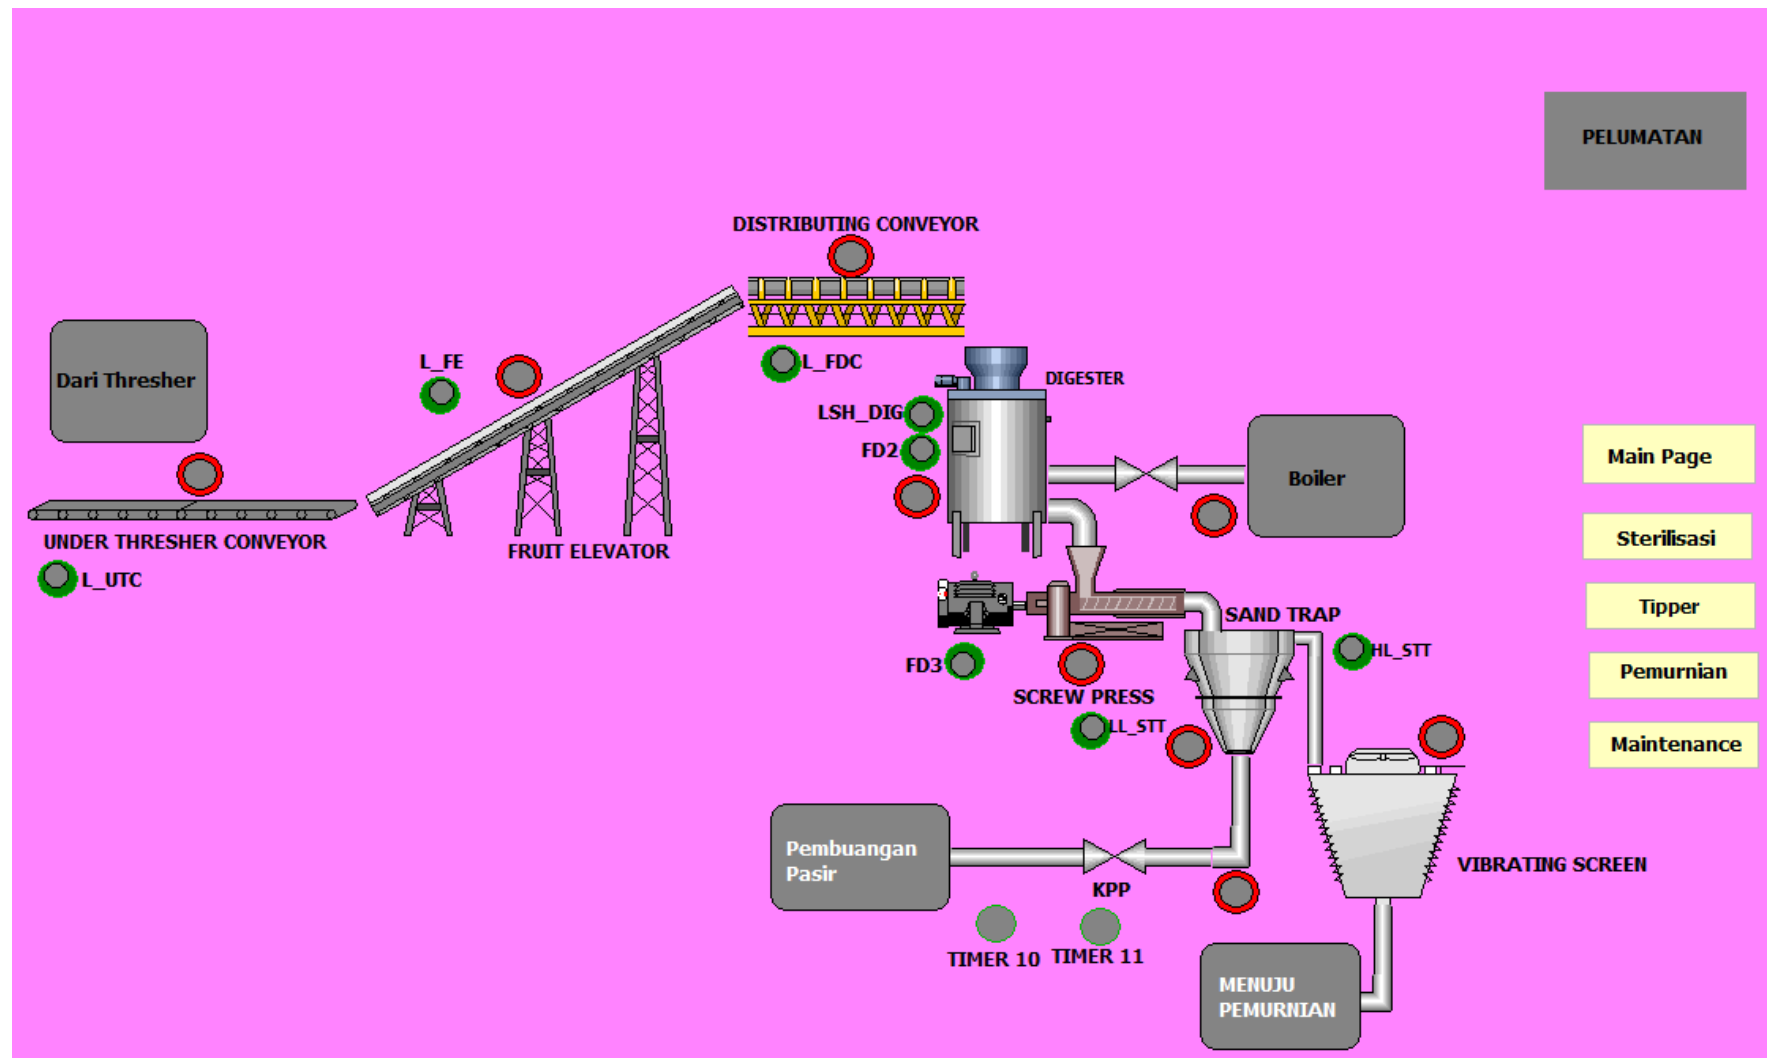 PELUMATAN
DISTRIBUTING CONVEYOR
L_FE
L_FDC
Dari Thresher
DIGESTER
LSH_DIG
FD2
Boiler
Main Page
UNDER THRESHER CONVEYOR
FRUIT ELEVATOR
Sterilisasi
L_UTC
Tipper
SAND TRAP
HL_STT
FD3
Pemurnian
SCREW PRESS
LL_STT
Maintenance
Pembuangan
Pasir
VIBRATING SCREEN
KPP
TIMER 10
TIMER 11
MENUJU
PEMURNIAN